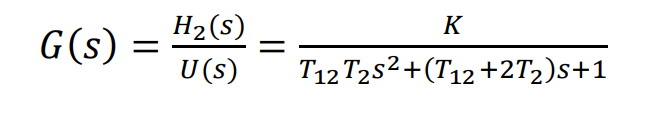 G(s) = H₂(s)/U(s) = K/(T₁₂T₂s²+(T₁₂+2T₂)s+1)